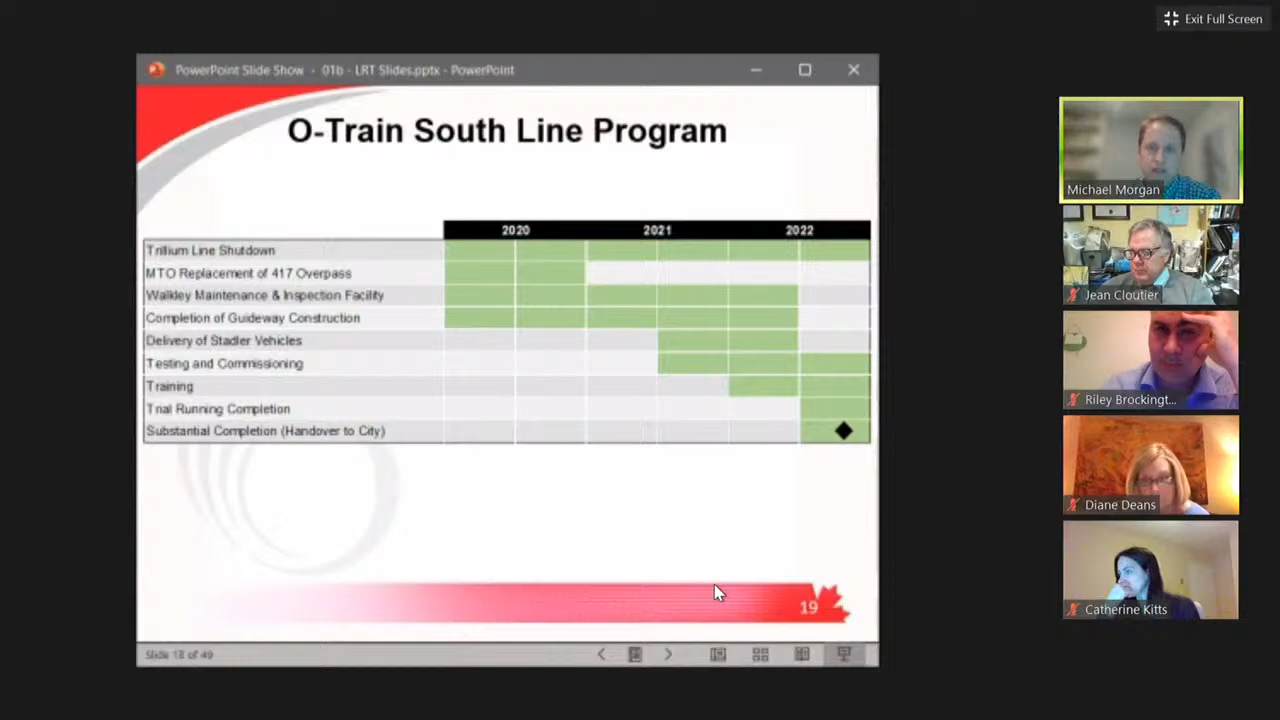 Exit Full Screen
PowerPoint Slide Show - 01b - LRT Slides.pptx - PowerPoint
O-Train South Line Program
2020 2021 2022
Trillium Line Shutdown
MTO Replacement of 417 Overpass
Walkley Maintenance & Inspection Facility
Completion of Guideway Construction
Delivery of Stadler Vehicles
Testing and Commissioning
Training
Trial Running Completion
Substantial Completion (Handover to City)
19
Slide 18 of 49
Michael Morgan
Jean Cloutier
Riley Brockingt...
Diane Deans
Catherine Kitts